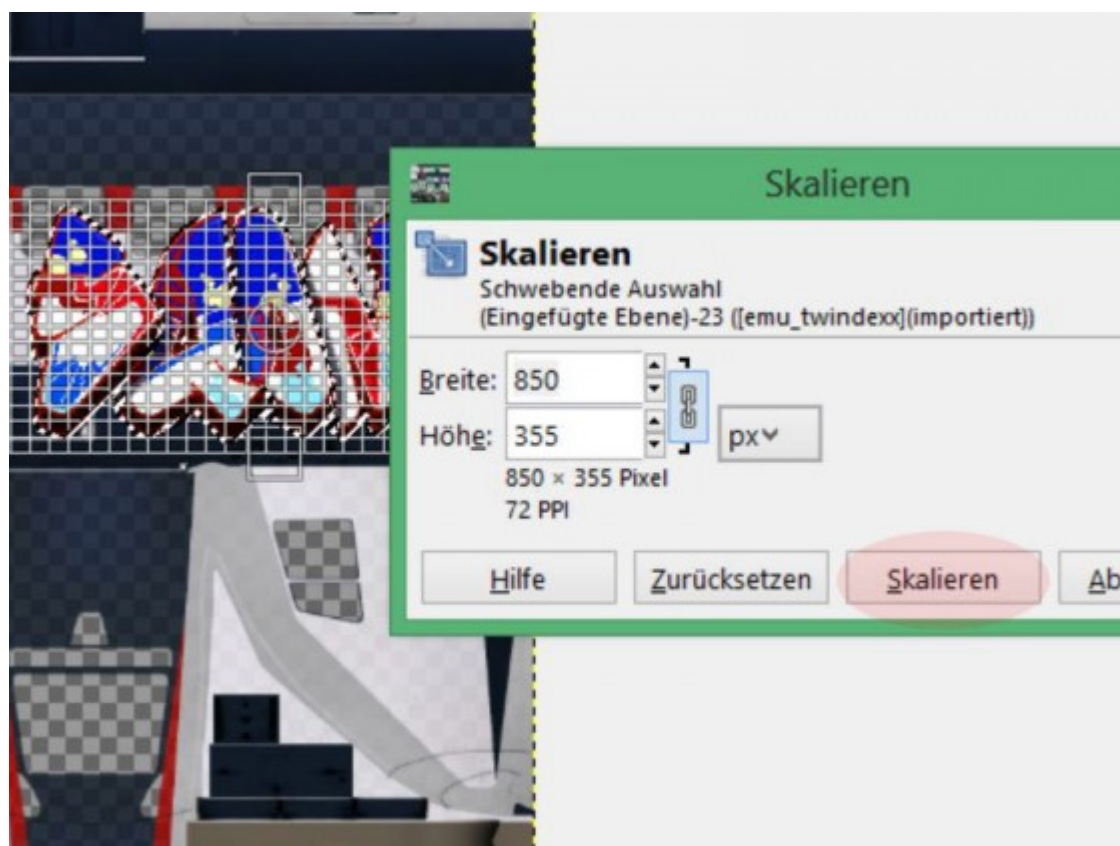 Skalieren
Skalieren
Schwebende Auswahl
(Eingefügte Ebene)-23 ([emu_twindexx](importiert))
Breite: 850
Höhe: 355 px
850 × 355 Pixel
72 PPI
Hilfe Zurücksetzen Skalieren Ab